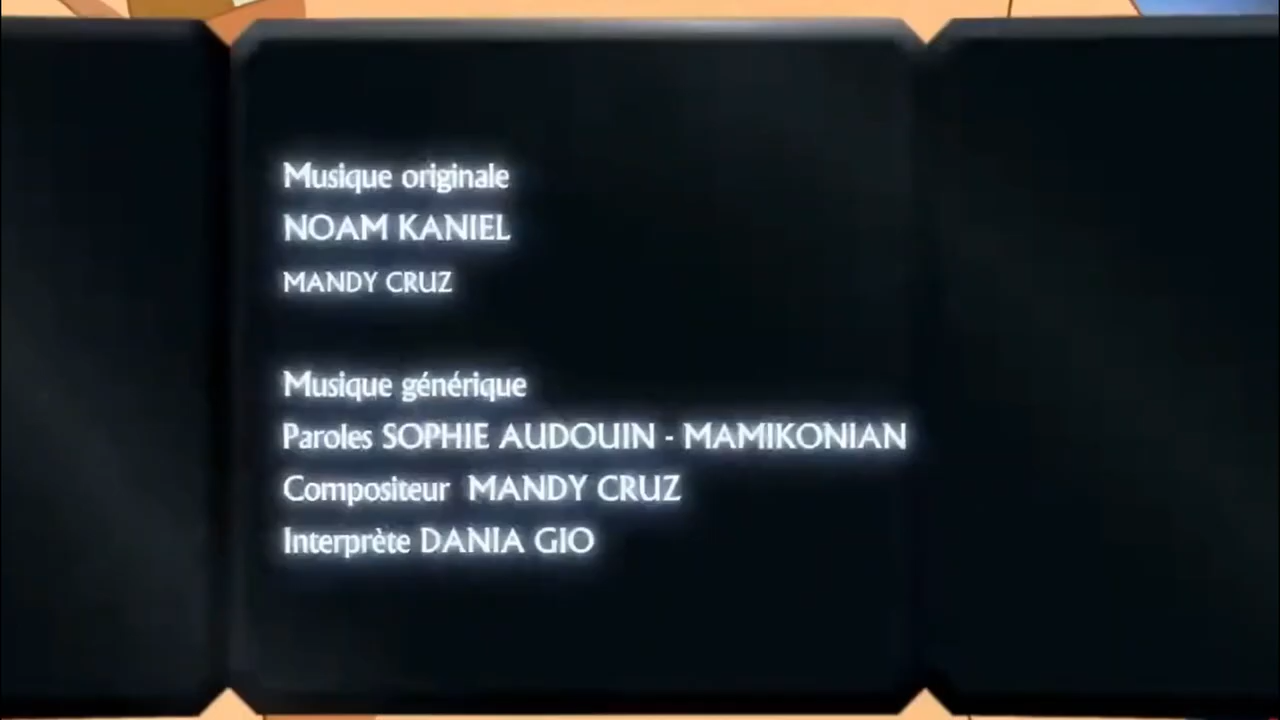 Musique originale
NOAM KANIEL
MANDY CRUZ
Musique générique
Paroles SOPHIE AUDOUIN - MAMIKONIAN
Compositeur MANDY CRUZ
Interprète DANIA GIO